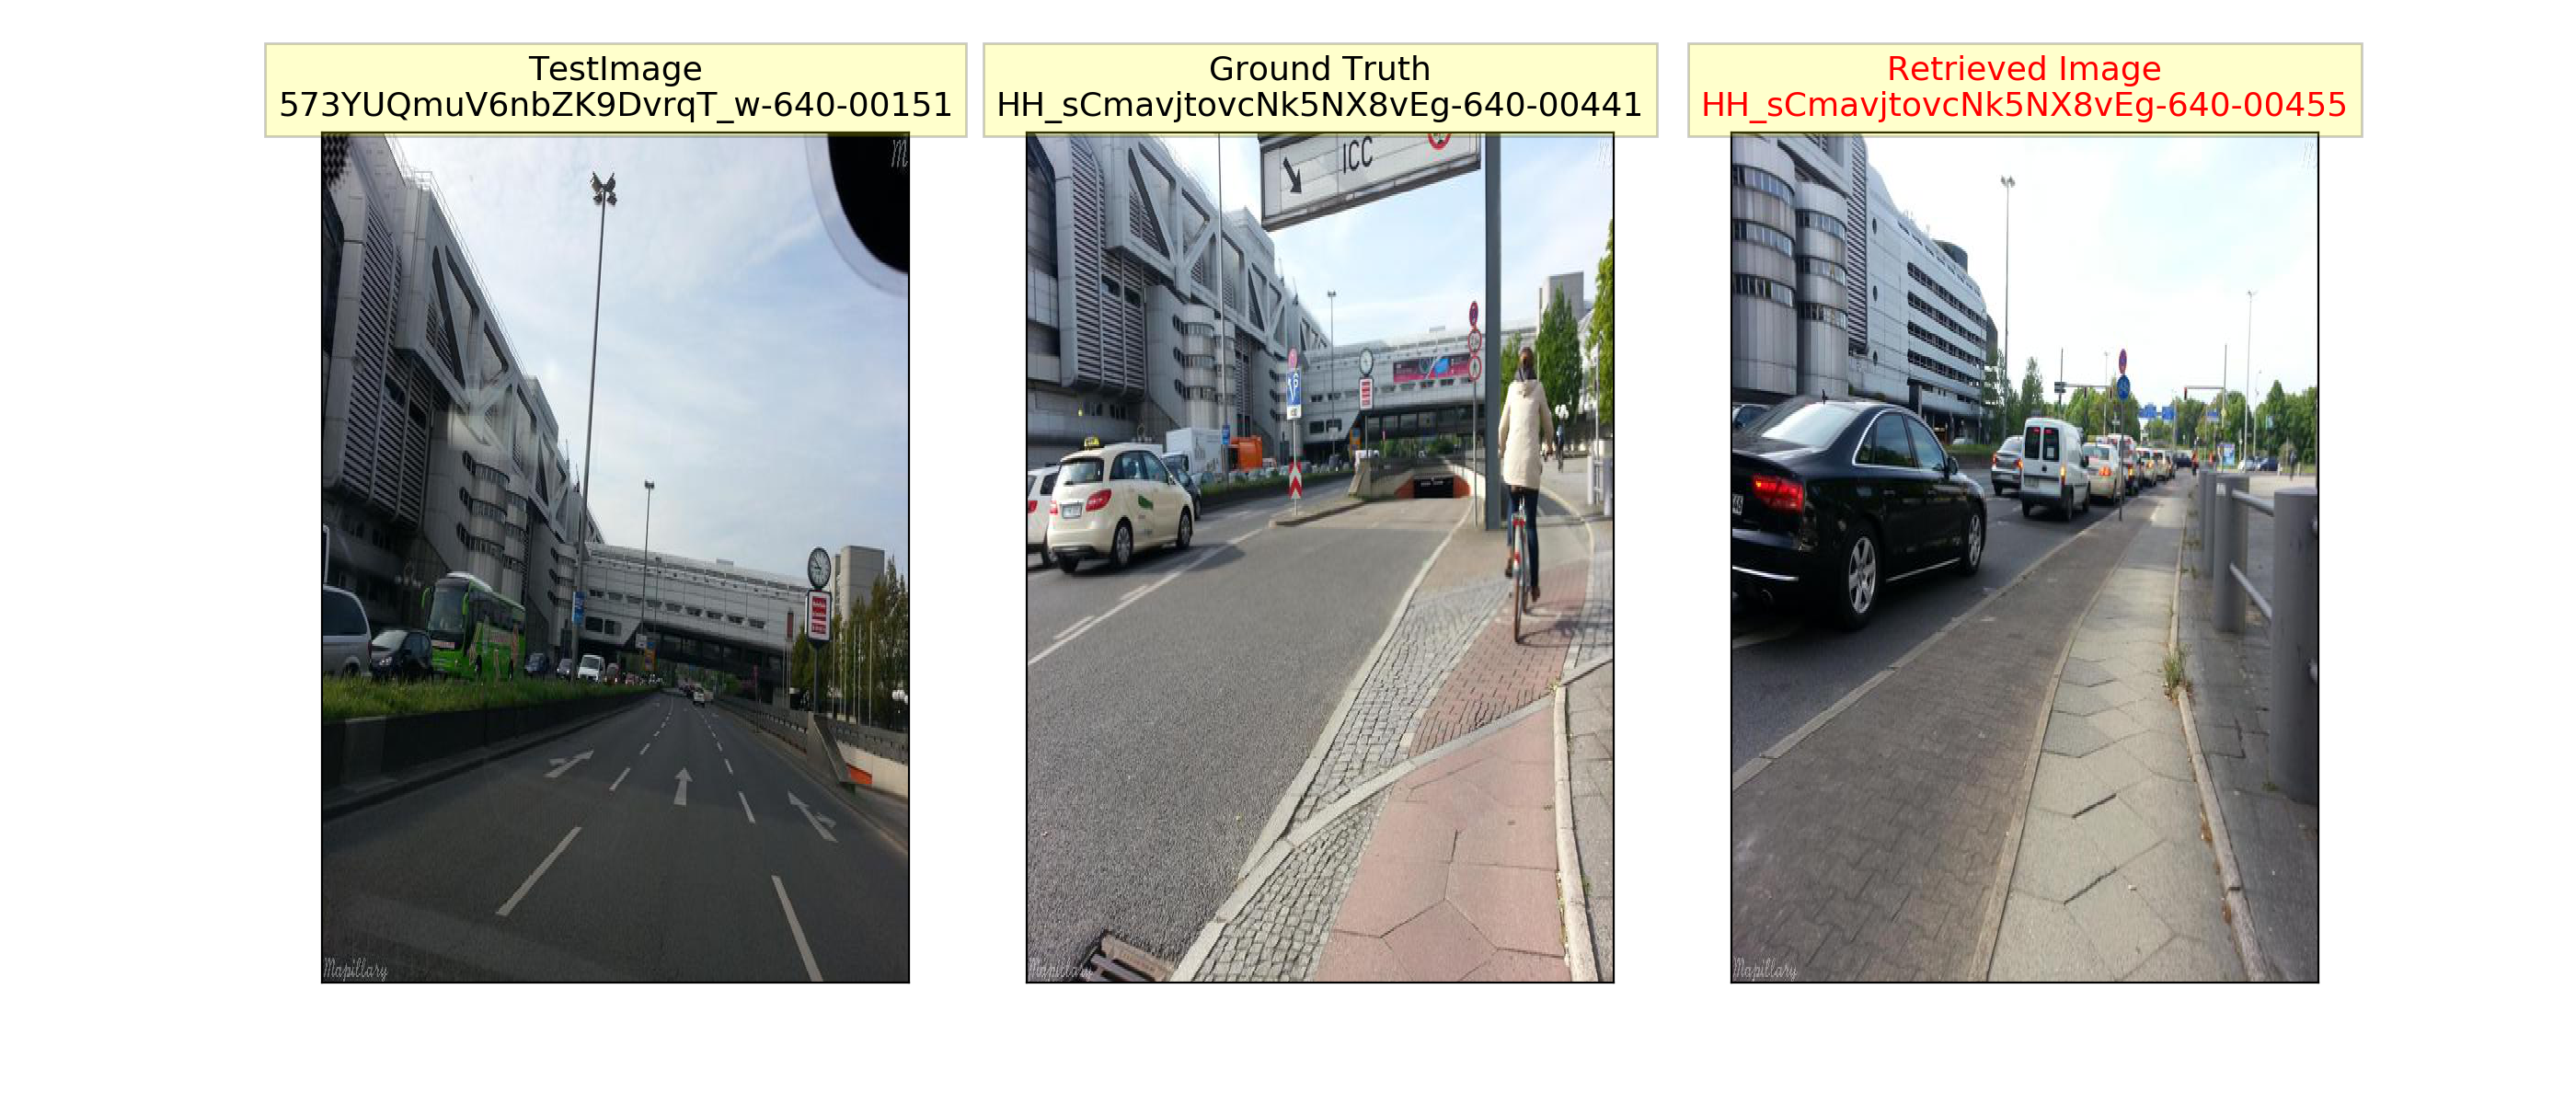 TestImage
573YUQmuV6nbZK9DvrqT_w-640-00151
Ground Truth
HH_sCmavjtovcNk5NX8vEg-640-00441
Retrieved Image
HH_sCmavjtovcNk5NX8vEg-640-00455
M
ICC
Mapillary
Mapillary
Mapillary